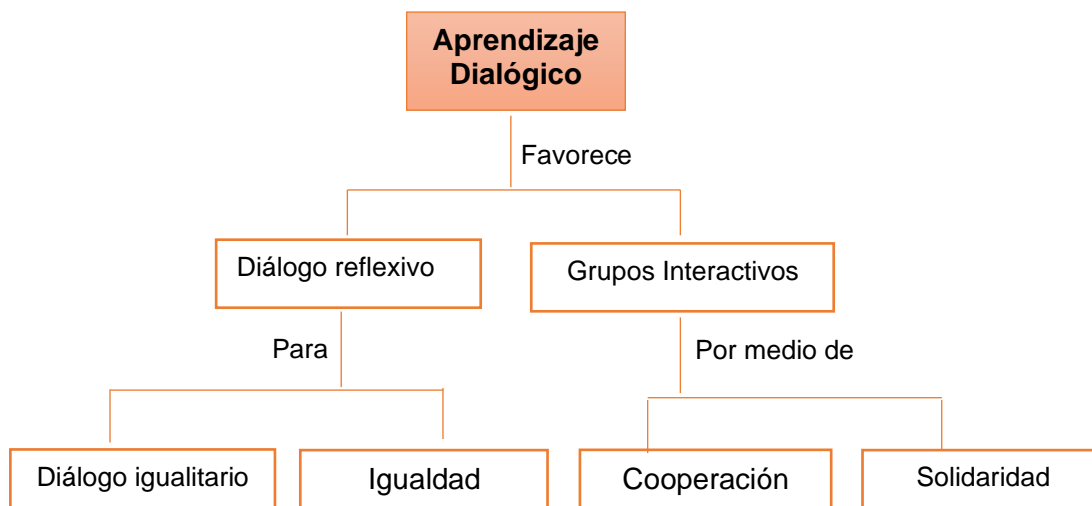 Aprendizaje
Dialógico
Favorece
Diálogo reflexivo
Grupos Interactivos
Para
Por medio de
Diálogo igualitario
Igualdad
Cooperación
Solidaridad